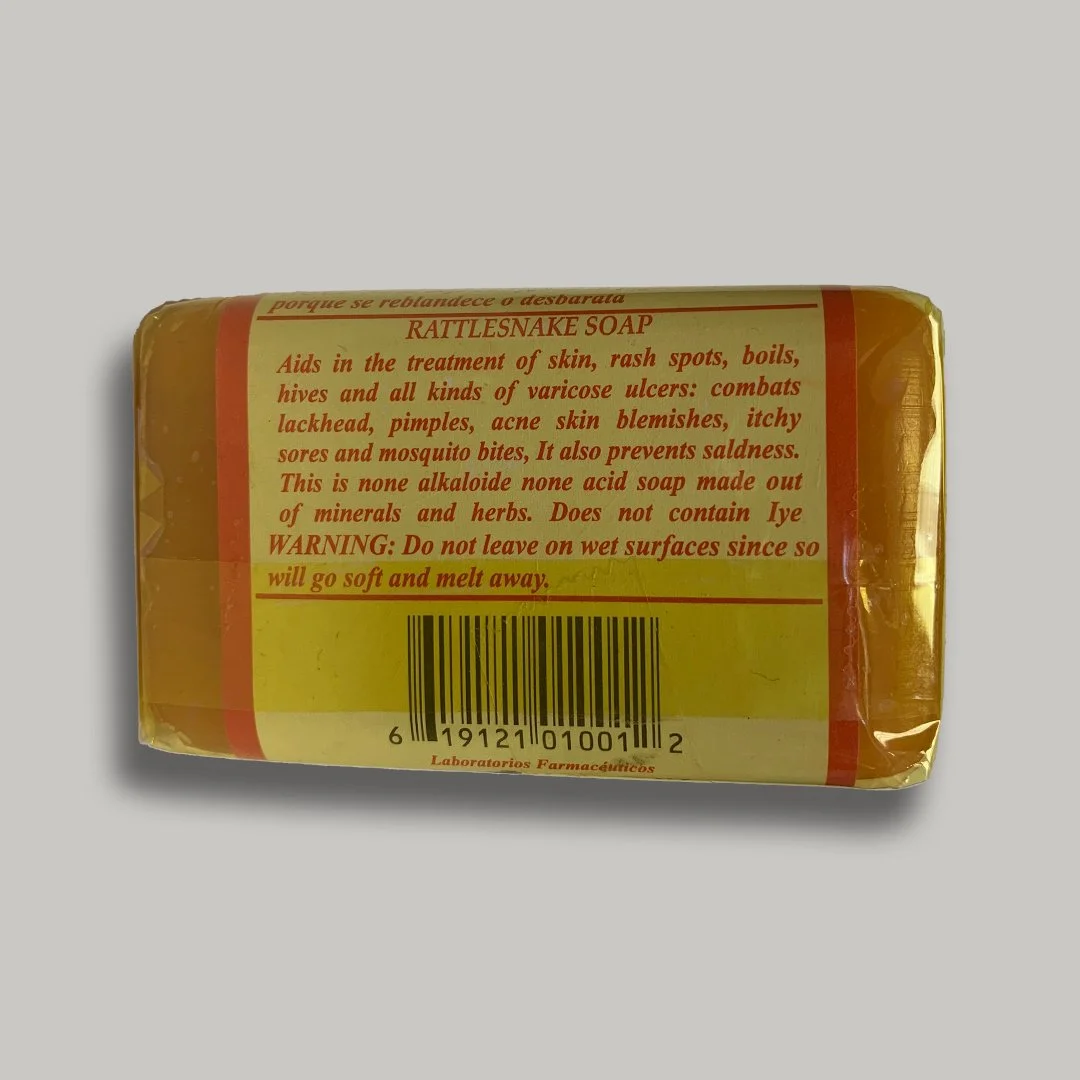 porque se reblandece o desbarata
RATTLESNAKE SOAP
Aids in the treatment of skin, rash spots, boils,
hives and all kinds of varicose ulcers: combats
lackhead, pimples, acne skin blemishes, itchy
sores and mosquito bites, It also prevents saldness.
This is none alkaloide none acid soap made out
of minerals and herbs. Does not contain Iye
WARNING: Do not leave on wet surfaces since so
will go soft and melt away.
6 19121 01001 2
Laboratorios Farmacéuticos